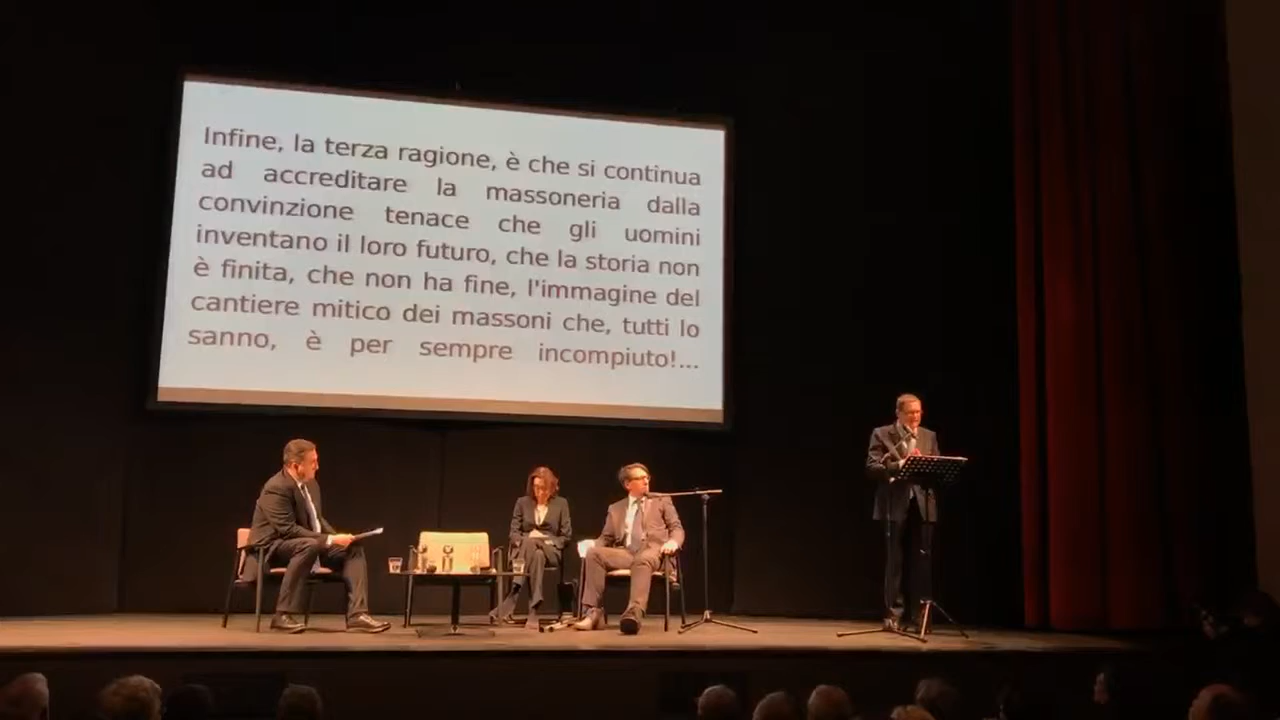 Infine, la terza ragione, è che si continua
ad accreditare la massoneria dalla
convinzione tenace che gli uomini
inventano il loro futuro, che la storia non
è finita, che non ha fine, l'immagine del
cantiere mitico dei massoni che, tutti lo
sanno, è per sempre incompiuto!...